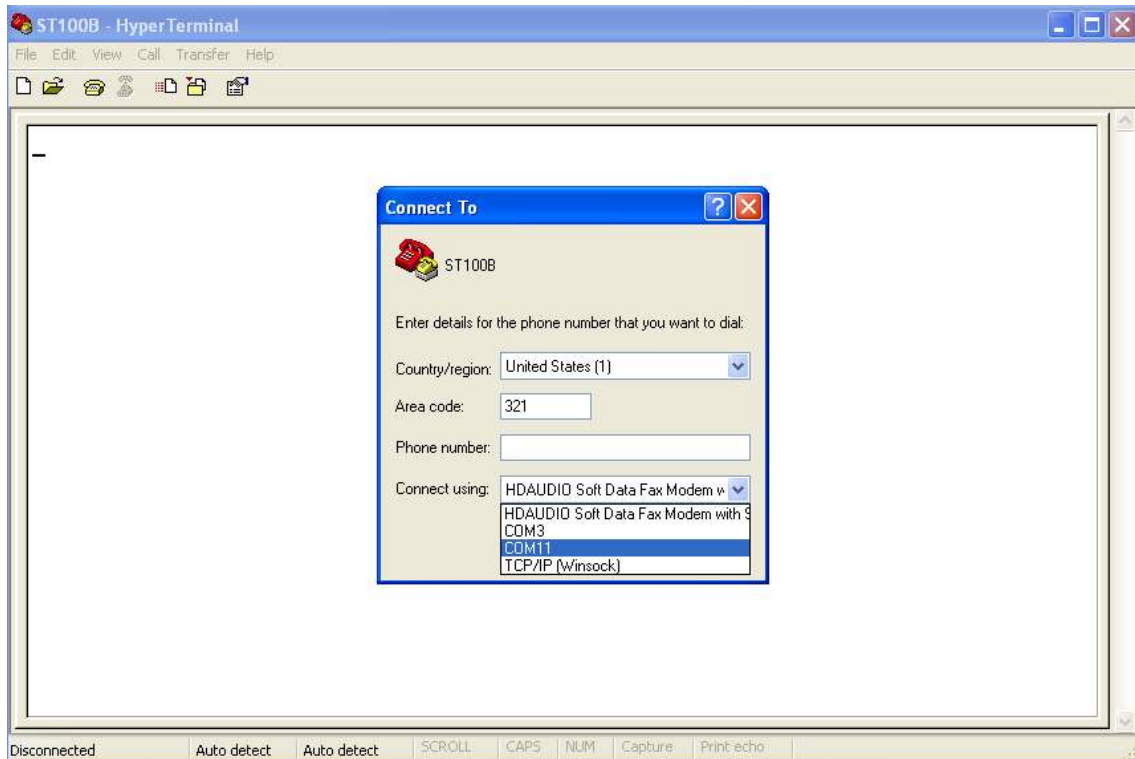 ST100B - HyperTerminal
File Edit View Call Transfer Help
Connect To
ST100B
Enter details for the phone number that you want to dial:
Country/region: United States (1)
Area code: 321
Phone number:
Connect using: HDAUDIO Soft Data Fax Modem w
HDAUDIO Soft Data Fax Modem with S
COM3
COM11
TCP/IP (Winsock)
Disconnected Auto detect Auto detect SCROLL CAPS NUM Capture Print echo